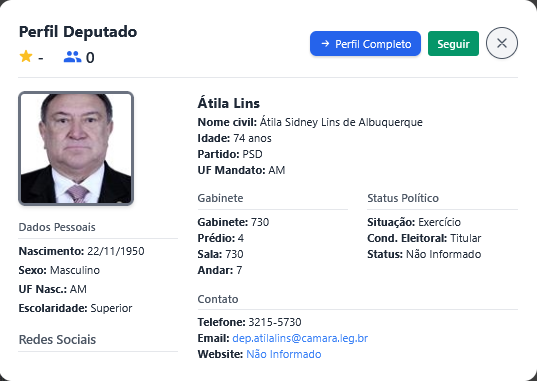 Perfil Deputado
- 0
→ Perfil Completo
Seguir
Átila Lins
Nome civil: Átila Sidney Lins de Albuquerque
Idade: 74 anos
Partido: PSD
UF Mandato: AM
Dados Pessoais
Nascimento: 22/11/1950
Sexo: Masculino
UF Nasc.: AM
Escolaridade: Superior
Redes Sociais
Gabinete
Gabinete: 730
Prédio: 4
Sala: 730
Andar: 7
Status Político
Situação: Exercício
Cond. Eleitoral: Titular
Status: Não Informado
Contato
Telefone: 3215-5730
Email: dep.atilalins@camara.leg.br
Website: Não Informado